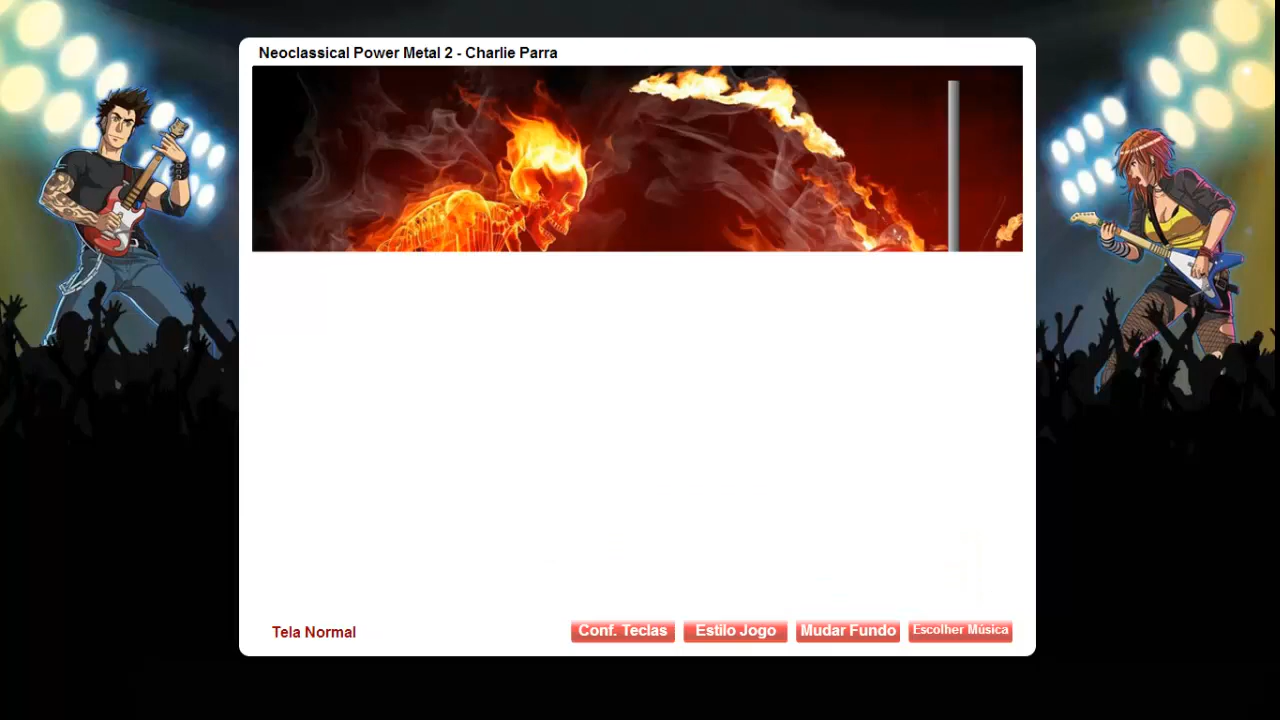 Neoclassical Power Metal 2 - Charlie Parra
Tela Normal
Conf. Teclas
Estilo Jogo
Mudar Fundo
Escolher Música